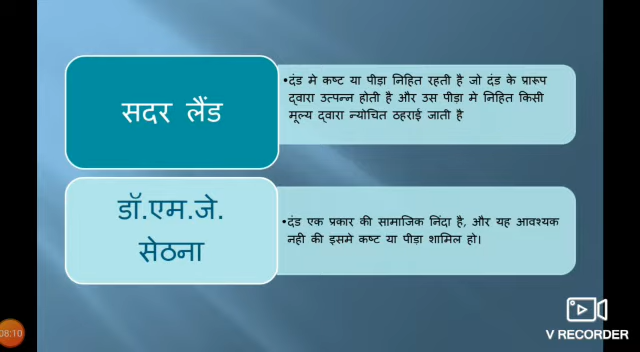 सदर लैंड
•दंड मे कष्ट या पीड़ा निहित रहती है जो दंड के प्रारूप
द्वारा उत्पन्न होती है और उस पीड़ा मे निहित किसी
मूल्य द्वारा न्योचित ठहराई जाती है
डॉ.एम.जे.
सेठना
•दंड एक प्रकार की सामाजिक निंदा है, और यह आवश्यक
नही की इसमे कष्ट या पीड़ा शामिल हो।
08:10
V RECORDER